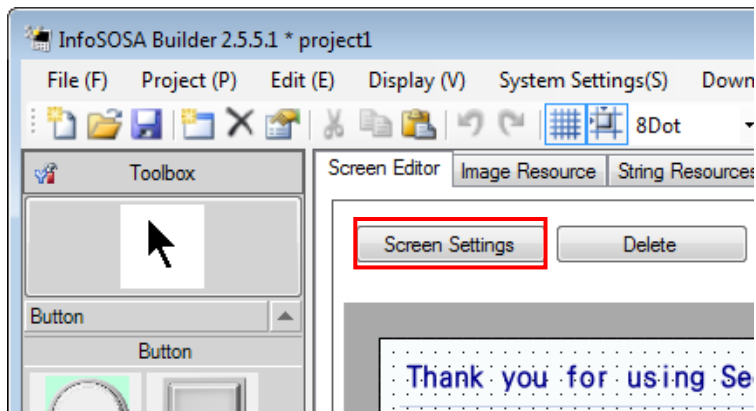 InfoSOSA Builder 2.5.5.1 * project1
File (F) Project (P) Edit (E) Display (V) System Settings(S)
8Dot
Toolbox
Screen Editor Image Resource String Resources
Screen Settings Delete
Button
Button
Thank you for using